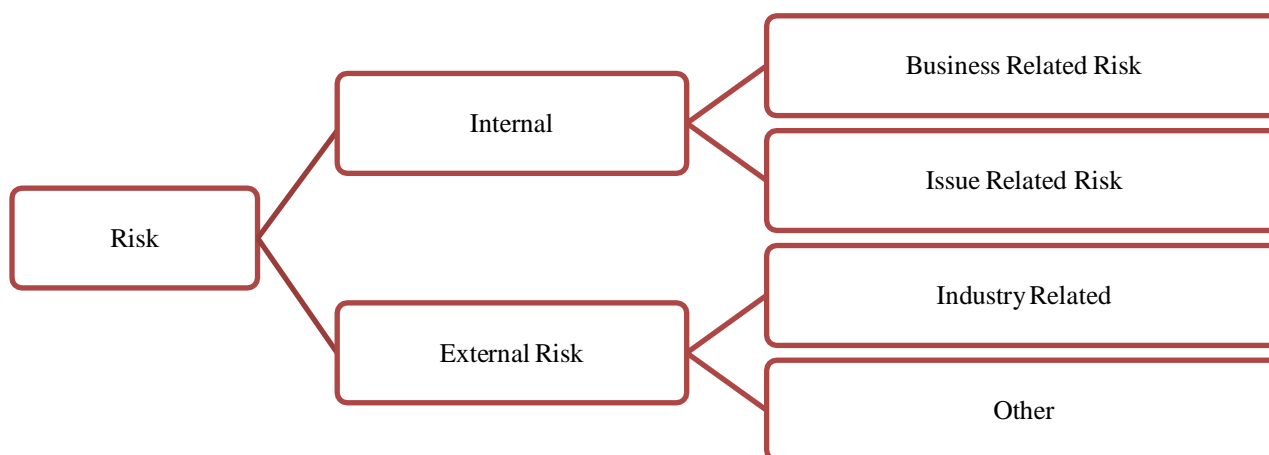 Risk
Internal
Business Related Risk
Issue Related Risk
External Risk
Industry Related
Other